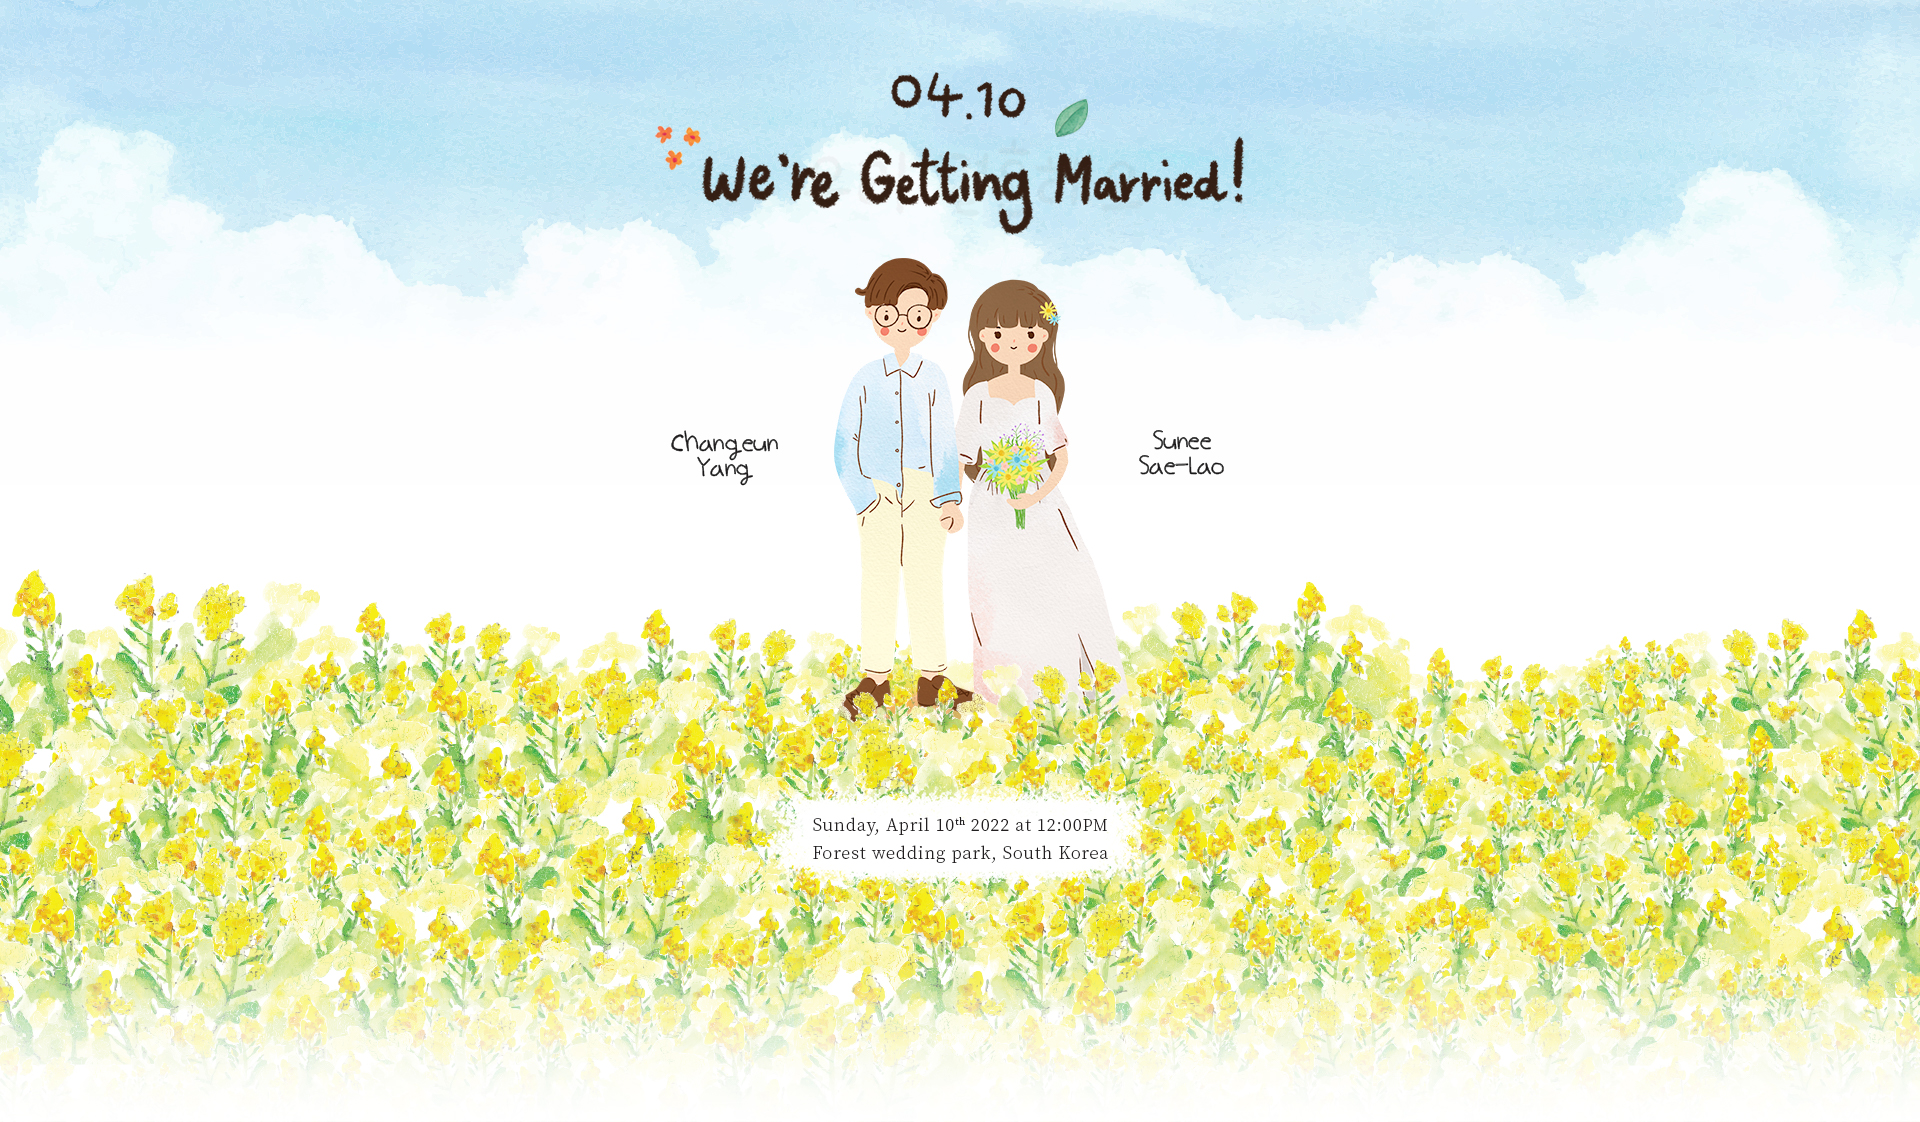 04.10
We're Getting Married!
Changeun
Yang
Sunee
Sae-Lao
Sunday, April 10th 2022 at 12:00PM
Forest wedding park, South Korea